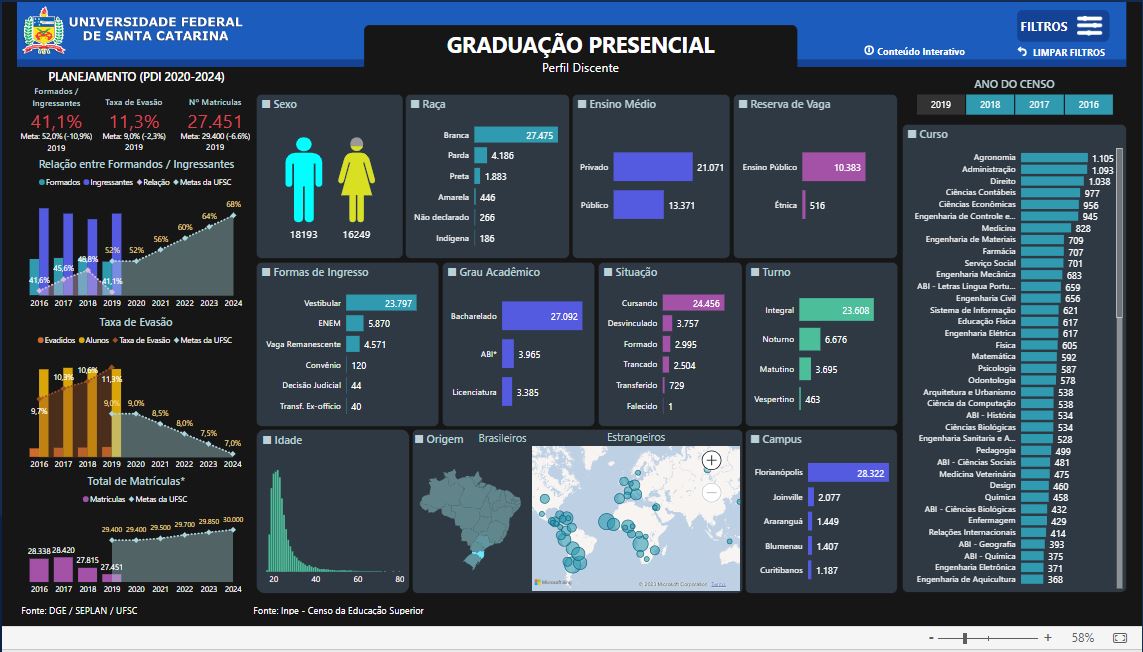 UNIVERSIDADE FEDERAL
DE SANTA CATARINA
GRADUAÇÃO PRESENCIAL
Perfil Discente
FILTROS
Conteúdo Interativo
LIMPAR FILTROS
PLANEJAMENTO (PDI 2020-2024)
Formados /
Ingressantes
41,1%
Meta: 52,0% (-10,9%)
2019
Taxa de Evasão
11,3%
Meta: 9,0% (-2,3%)
2019
Nº Matriculas
27.451
Meta: 29.400 (-6.6%)
2019
Relação entre Formandos / Ingressantes
Formados Ingressantes Relação Metas da UFSC
41,6% 45,6% 48,8% 41,1%
52% 52% 56% 60% 64% 68%
2016 2017 2018 2019 2020 2021 2022 2023 2024
Taxa de Evasão
Evadidos Alunos Taxa de Evasão Metas da UFSC
9,7% 10,3% 10,6% 11,3%
9,0% 9,0% 8,5% 8,0% 7,5% 7,0%
2016 2017 2018 2019 2020 2021 2022 2023 2024
Total de Matrículas*
Matrículas Metas da UFSC
28.338 28.420 27.815 27.451
29.400 29.400 29.500 29.700 29.850 30.000
2016 2017 2018 2019 2020 2021 2022 2023 2024
Fonte: DGE / SEPLAN / UFSC
Sexo
18193 16249
Raça
Branca 27.475
Parda 4.186
Preta 1.883
Amarela 446
Não declarado 266
Indígena 186
Ensino Médio
Privado 21.071
Público 13.371
Reserva de Vaga
Ensino Público 10.383
Étnica 516
Formas de Ingresso
Vestibular 23.797
ENEM 5.870
Vaga Remanescente 4.571
Convênio 120
Decisão Judicial 44
Transf. Ex-officio 40
Grau Acadêmico
Bacharelado 27.092
ABI* 3.965
Licenciatura 3.385
Situação
Cursando 24.456
Desvinculado 3.757
Formado 2.995
Trancado 2.504
Transferido 729
Falecido 1
Turno
Integral 23.608
Noturno 6.676
Matutino 3.695
Vespertino 463
Idade
20 40 60 80
Origem
Brasileiros
Estrangeiros
Microsoft Bing
© 2023 Microsoft Corporation Terms
Campus
Florianópolis 28.322
Joinville 2.077
Araranguá 1.449
Blumenau 1.407
Curitibanos 1.187
Fonte: Inpe - Censo da Educação Superior
ANO DO CENSO
2019 2018 2017 2016
Curso
Agronomia 1.105
Administração 1.093
Direito 1.038
Ciências Contábeis 977
Ciências Econômicas 956
Engenharia de Controle e... 945
Medicina 828
Engenharia de Materiais 709
Farmácia 707
Serviço Social 701
Engenharia Mecânica 683
ABI - Letras Lingua Portu... 659
Engenharia Civil 656
Sistema de Informação 621
Educação Física 617
Engenharia Elétrica 617
Física 605
Matemática 592
Psicologia 587
Odontologia 578
Arquitetura e Urbanismo 538
Ciência da Computação 538
ABI - História 534
Ciências Biológicas 534
Engenharia Sanitaria e A... 528
Pedagogia 499
ABI - Ciências Sociais 481
Medicina Veterinária 475
Design 460
Química 458
ABI - Ciências Biológicas 432
Enfermagem 429
Relações Internacionais 414
ABI - Geografia 393
ABI - Química 375
Engenharia Eletrônica 371
Engenharia de Aquicultura 368
- + 58%